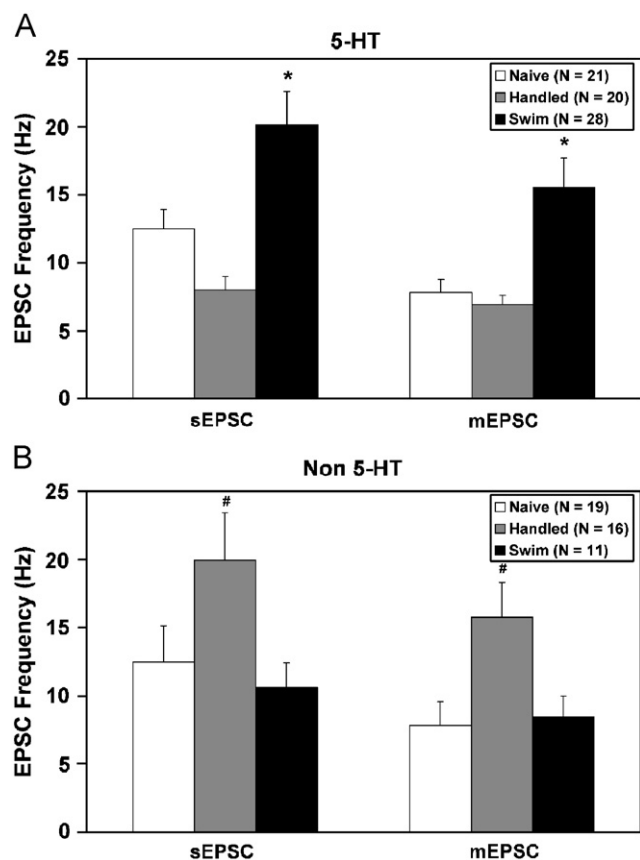 A
5-HT
EPSC Frequency (Hz)
25
20
15
10
5
0
Naive (N = 21)
Handled (N = 20)
Swim (N = 28)
*
*
sEPSC
mEPSC
B
Non 5-HT
EPSC Frequency (Hz)
25
20
15
10
5
0
Naive (N = 19)
Handled (N = 16)
Swim (N = 11)
#
#
sEPSC
mEPSC